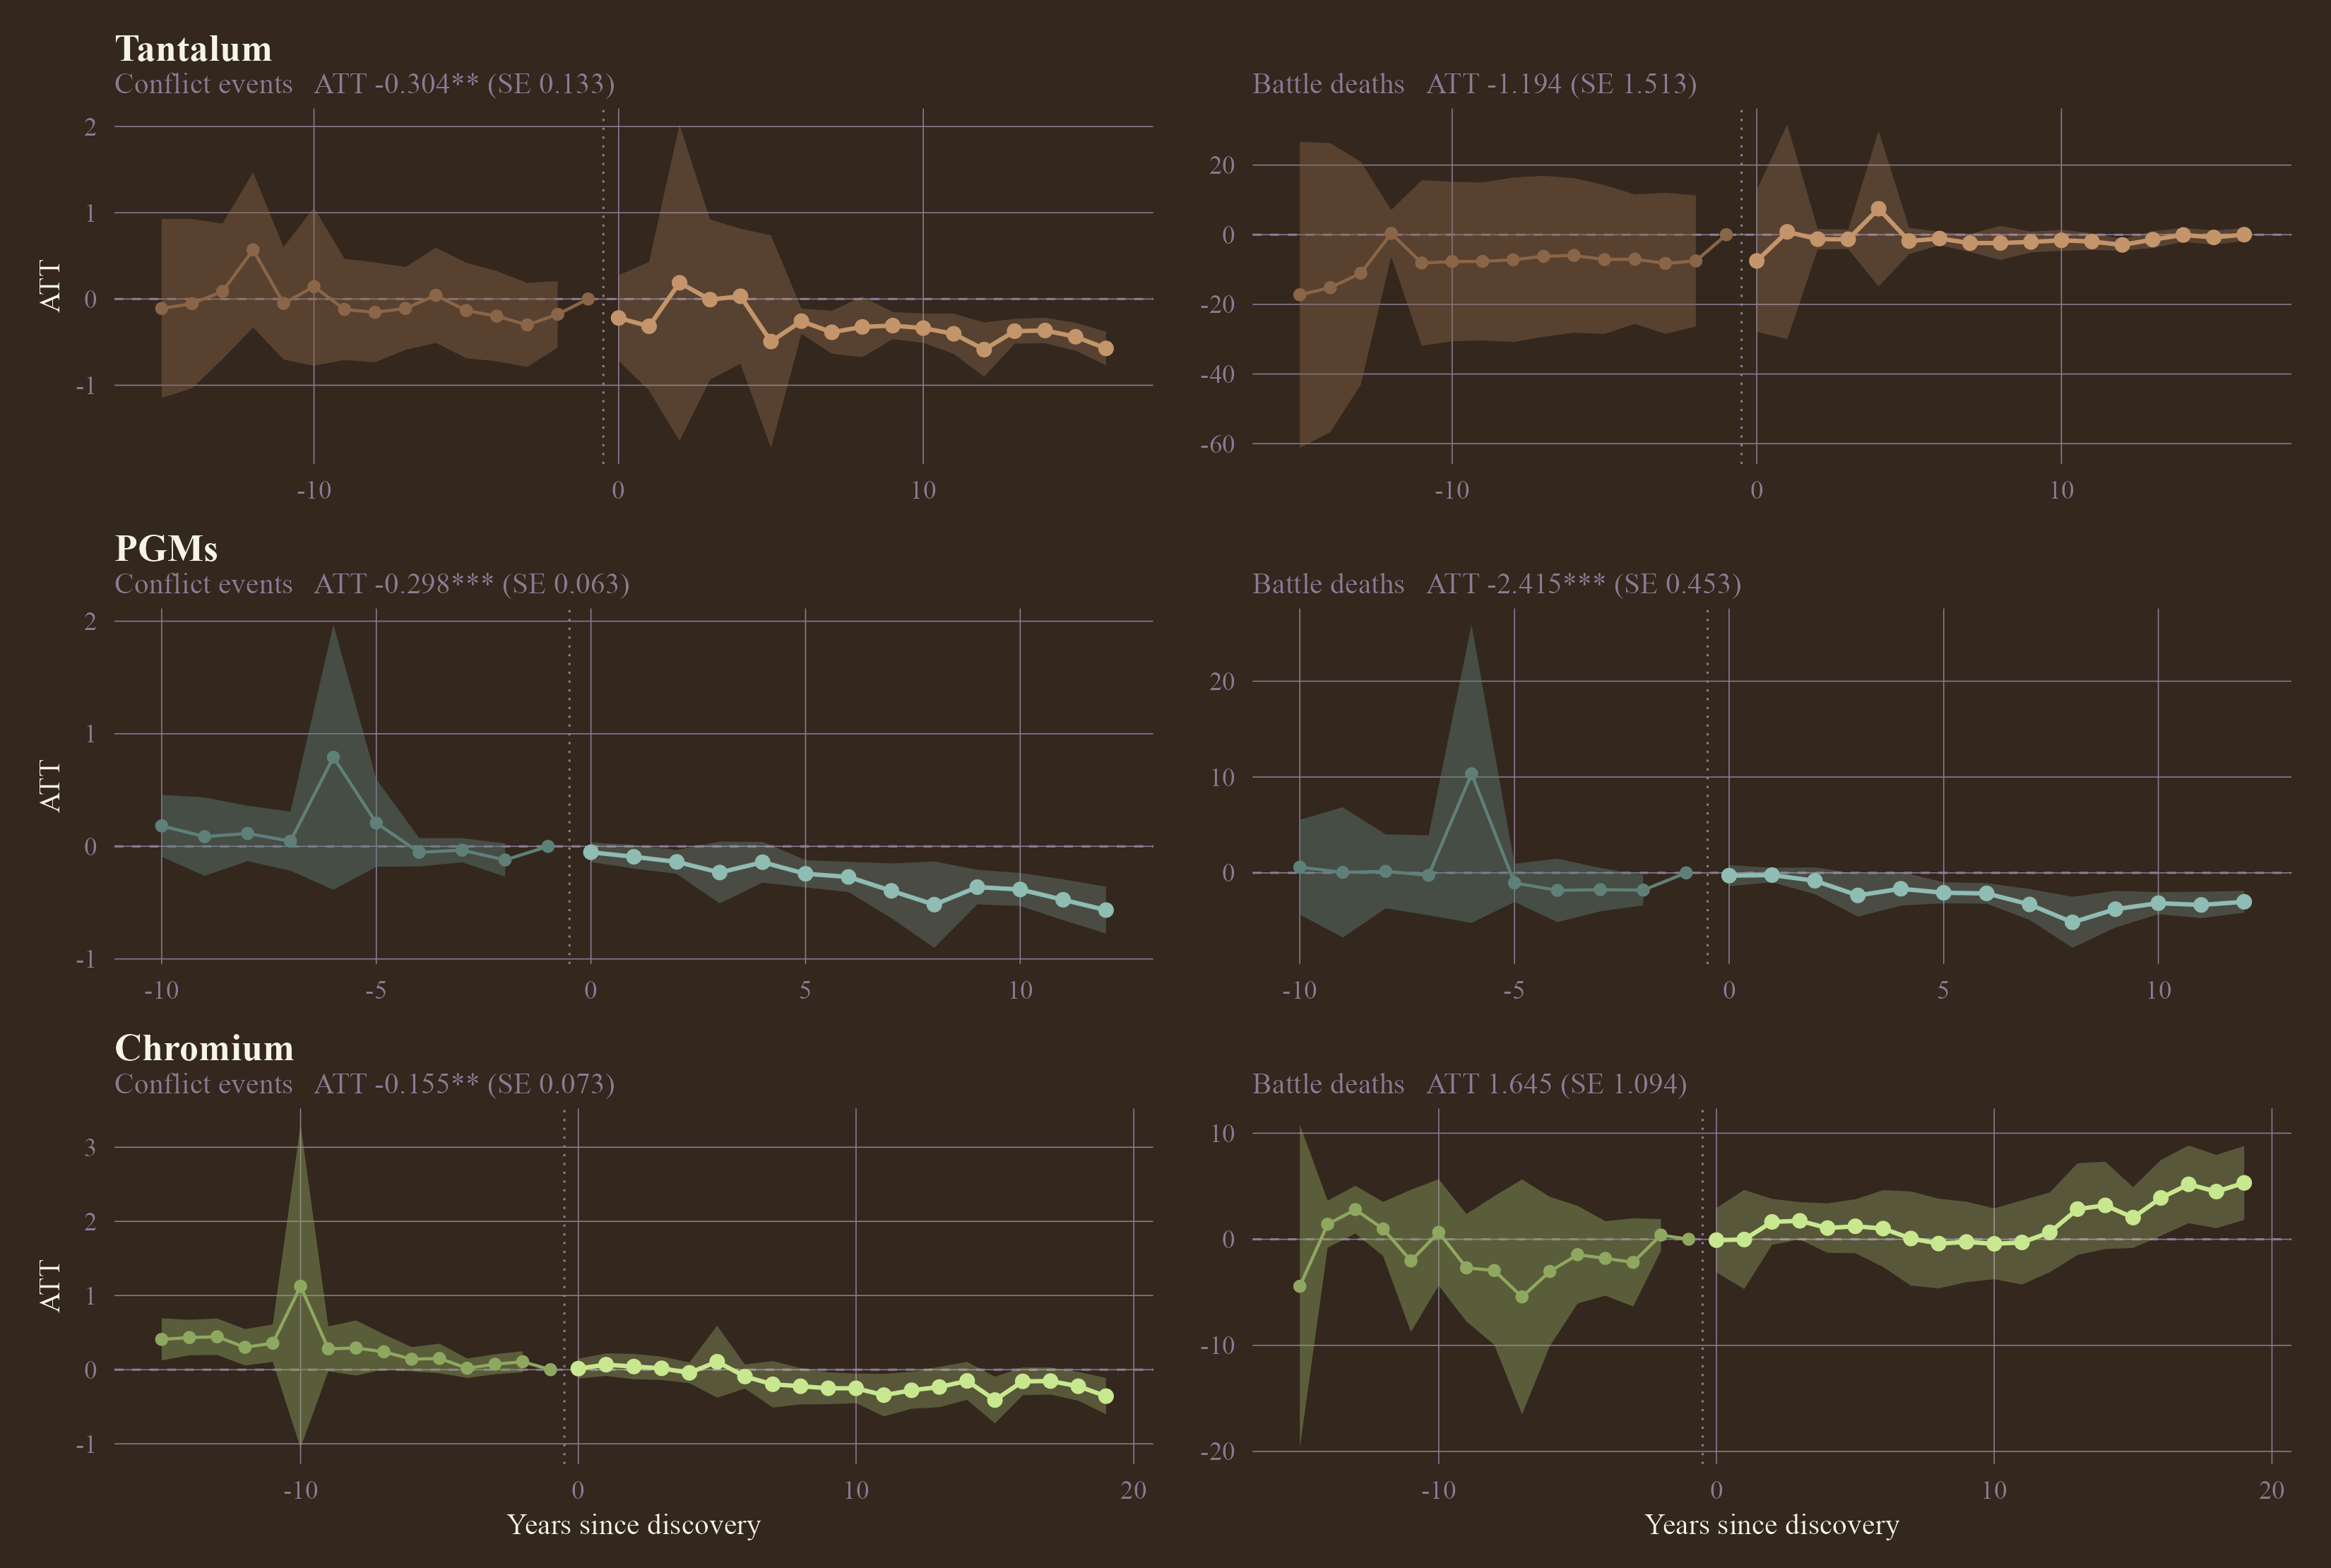 Tantalum
Conflict events ATT -0.304** (SE 0.133)
Battle deaths ATT -1.194 (SE 1.513)
2
1
0
-1
ATT
-10 0 10
20
0
-20
-40
-60
-10 0 10
PGMs
Conflict events ATT -0.298*** (SE 0.063)
Battle deaths ATT -2.415*** (SE 0.453)
2
1
0
-1
ATT
-10 -5 0 5 10
20
10
0
-10 -5 0 5 10
Chromium
Conflict events ATT -0.155** (SE 0.073)
Battle deaths ATT 1.645 (SE 1.094)
3
2
1
0
-1
ATT
-10 0 10 20
Years since discovery
10
0
-10
-20
-10 0 10 20
Years since discovery